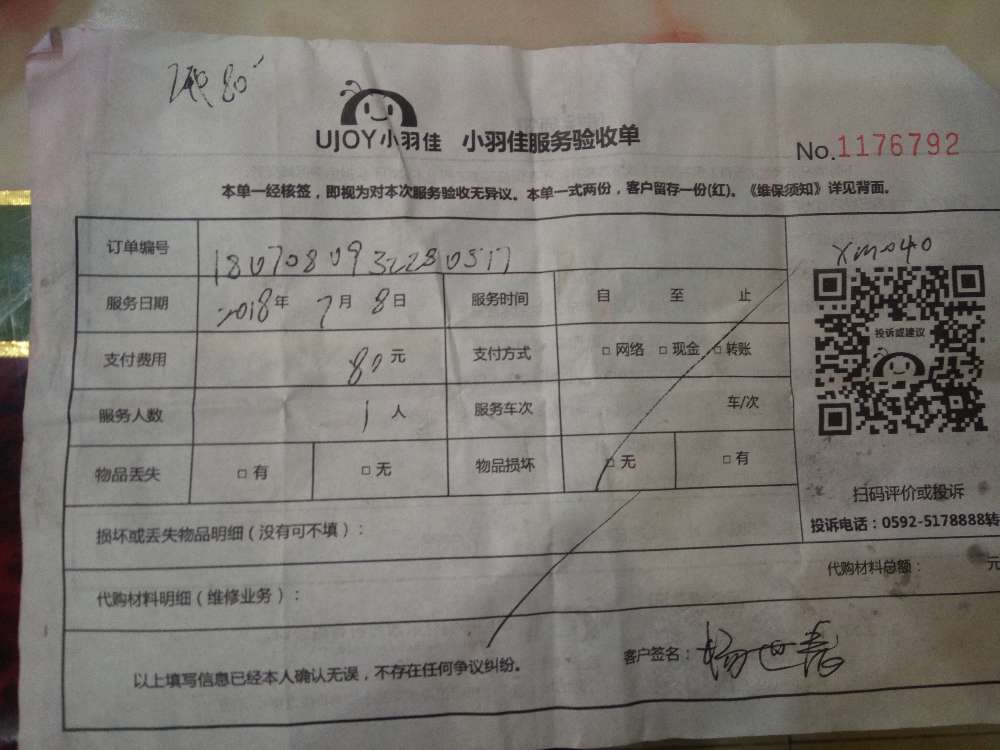 80
UJOY小羽佳 小羽佳服务验收单
No.1176792
本单一经核签，即视为对本次服务验收无异议。本单一式两份，客户留存一份(红)。《维保须知》详见背面。
订单编号 1807080932280517
XM040
服务日期 2018年 7月 8日 服务时间 自 至 止
投诉或建议
支付费用 80元 支付方式 □ 网络 □ 现金 □ 转账
服务人数 1人 服务车次 车/次
物品丢失 □ 有 □ 无 物品损坏 □ 无 □ 有
扫码评价或投诉
投诉电话：0592-5178888转
损坏或丢失物品明细（没有可不填）：
代购材料明细（维修业务）： 代购材料总额： 元
以上填写信息已经本人确认无误，不存在任何争议纠纷。 客户签名：杨世